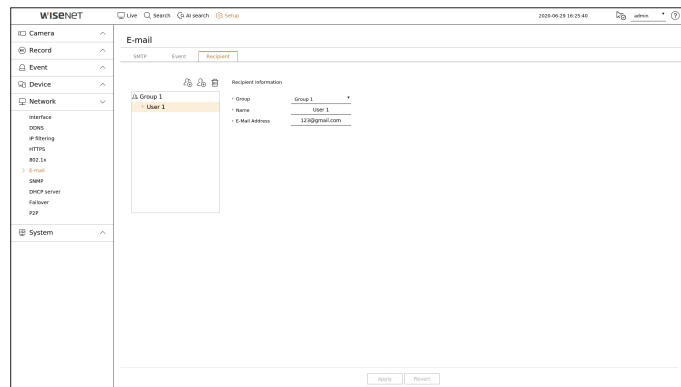 WISENET
Live Search AI search Setup
2020-06-29 16:25:40
admin
Camera
Record
Event
Device
Network
Interface
DDNS
IP filtering
HTTPS
802.1x
E-mail
SNMP
DHCP server
Failover
P2P
System
E-mail
SMTP Event Recipient
Group 1
User 1
Recipient Information
Group Group 1
Name User 1
E-Mail Address 123@gmail.com
Apply Revert